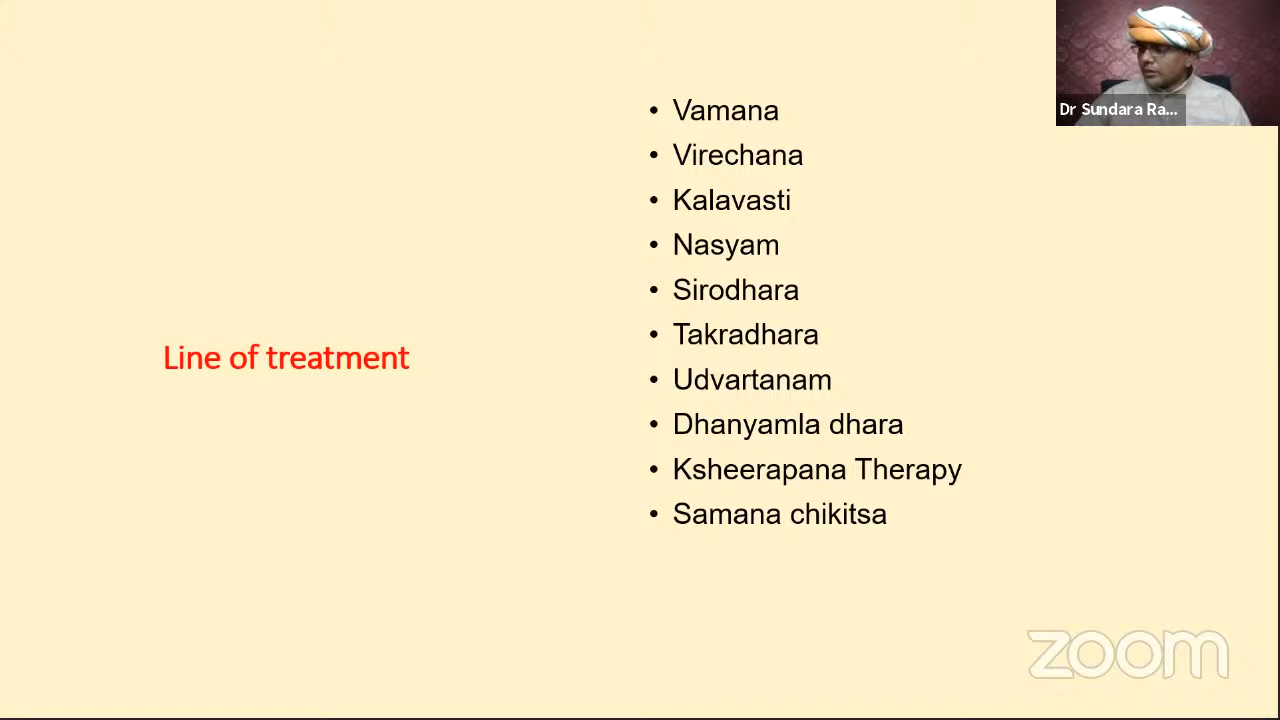 Dr Sundara Ra...
• Vamana
• Virechana
• Kalavasti
• Nasyam
• Sirodhara
• Takradhara
• Udvartanam
• Dhanyamla dhara
• Ksheerapana Therapy
• Samana chikitsa
Line of treatment
zoom